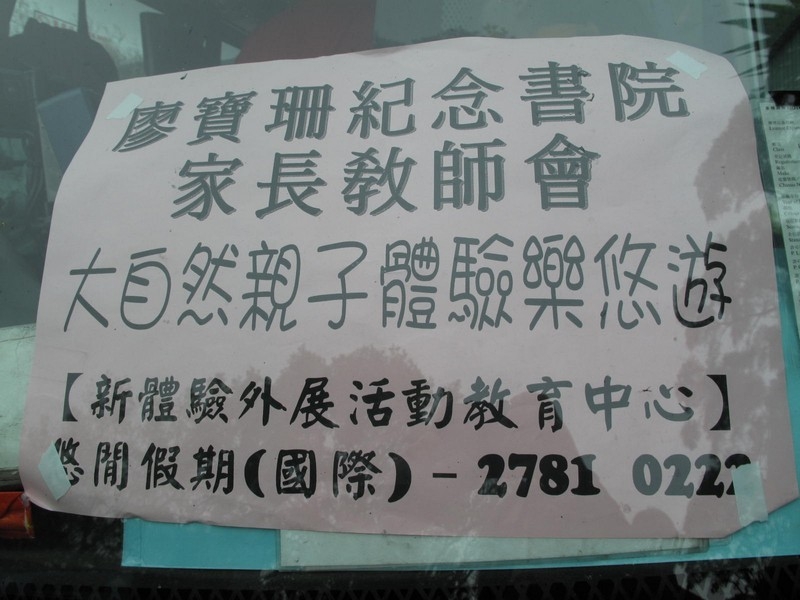 廖寶珊紀念書院
家長教師會
大自然親子體驗樂悠遊
【新體驗外展活動教育中心】
悠閒假期(國際)-2781 0222